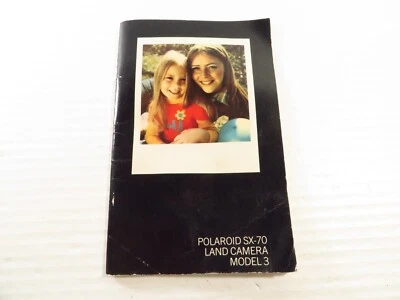 POLAROID SX-70
LAND CAMERA
MODEL 3